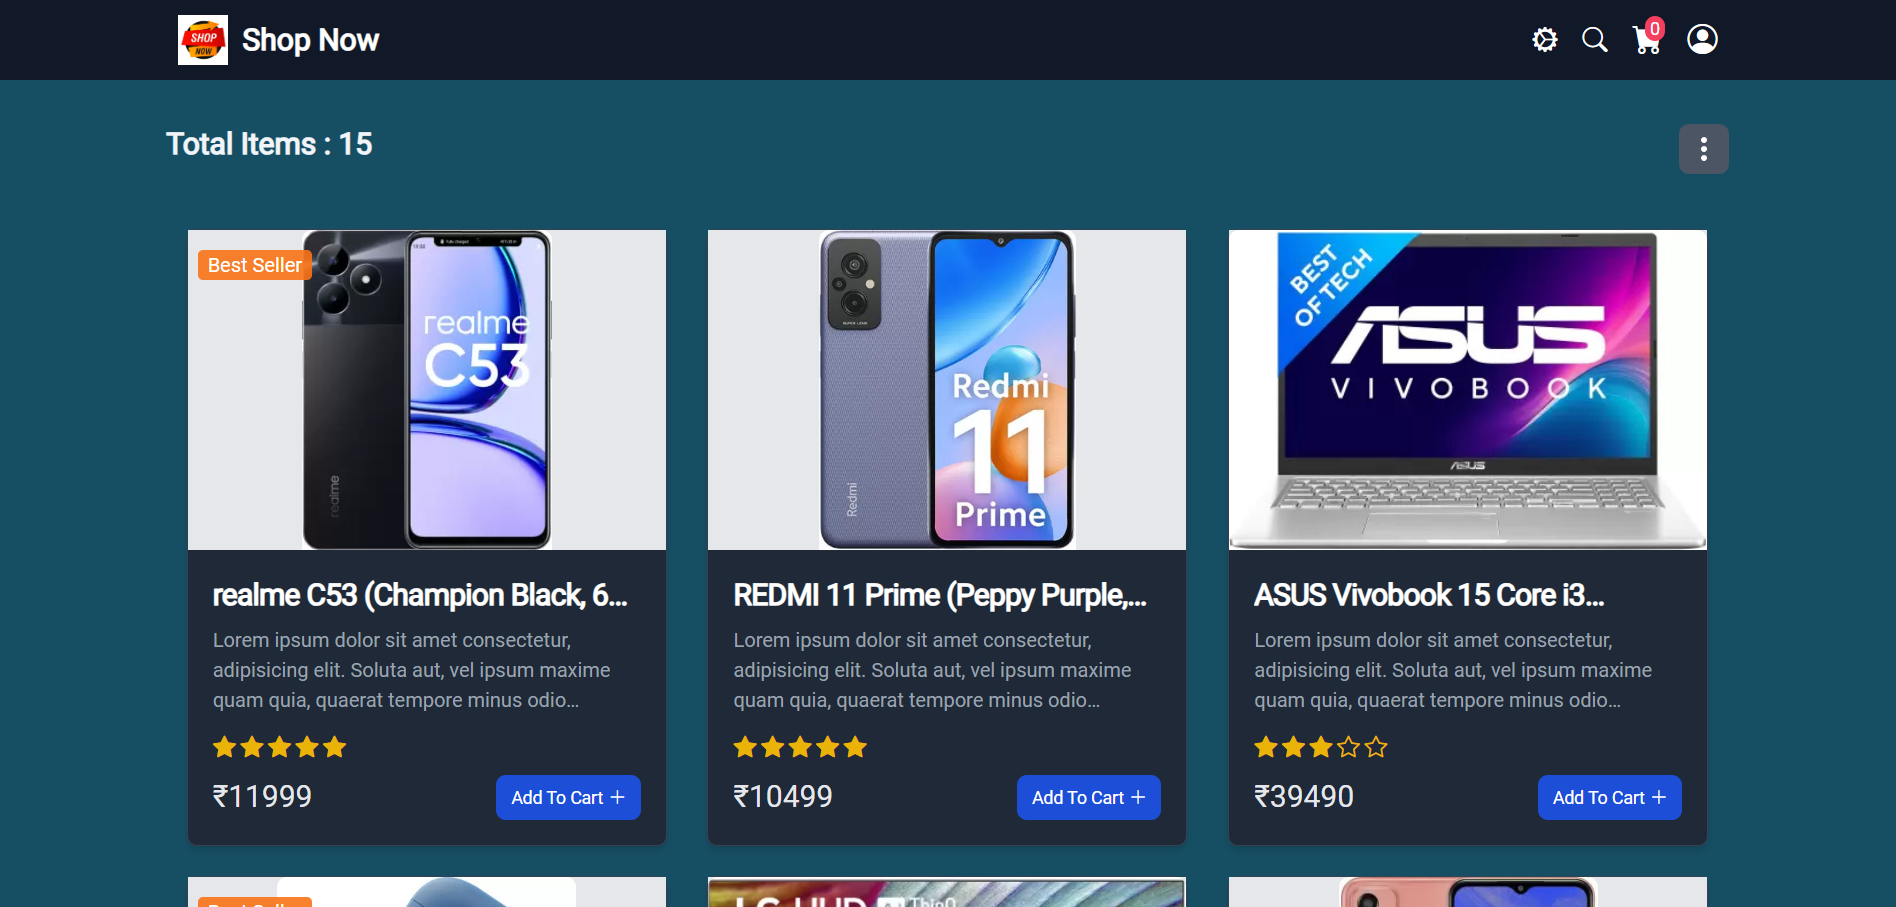 SHOP
NOW
Shop Now
0
Total Items : 15
Best Seller
realme
C53
realme
Redmi
11
Prime
Redmi
BEST
OF TECH
ASUS
VIVOBOOK
ASUS
realme C53 (Champion Black, 6...
Lorem ipsum dolor sit amet consectetur,
adipisicing elit. Soluta aut, vel ipsum maxime
quam quia, quaerat tempore minus odio...
₹11999
Add To Cart +
REDMI 11 Prime (Peppy Purple,...
Lorem ipsum dolor sit amet consectetur,
adipisicing elit. Soluta aut, vel ipsum maxime
quam quia, quaerat tempore minus odio...
₹10499
Add To Cart +
ASUS Vivobook 15 Core i3...
Lorem ipsum dolor sit amet consectetur,
adipisicing elit. Soluta aut, vel ipsum maxime
quam quia, quaerat tempore minus odio...
₹39490
Add To Cart +
Best Seller
LG UHD AI ThinQ